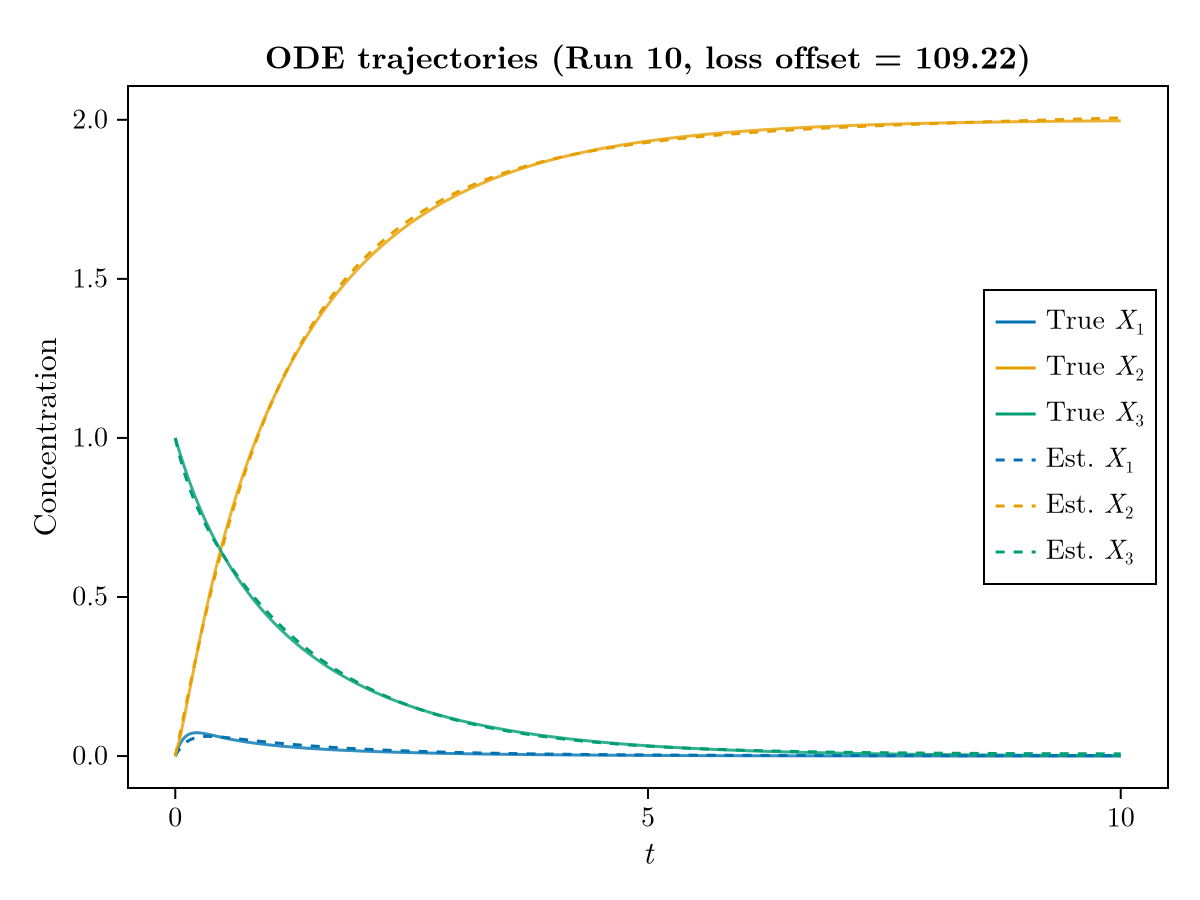 ODE trajectories (Run 10, loss offset = 109.22)
Concentration
2.0
1.5
1.0
0.5
0.0
0
5
10
t
True X₁
True X₂
True X₃
Est. X₁
Est. X₂
Est. X₃